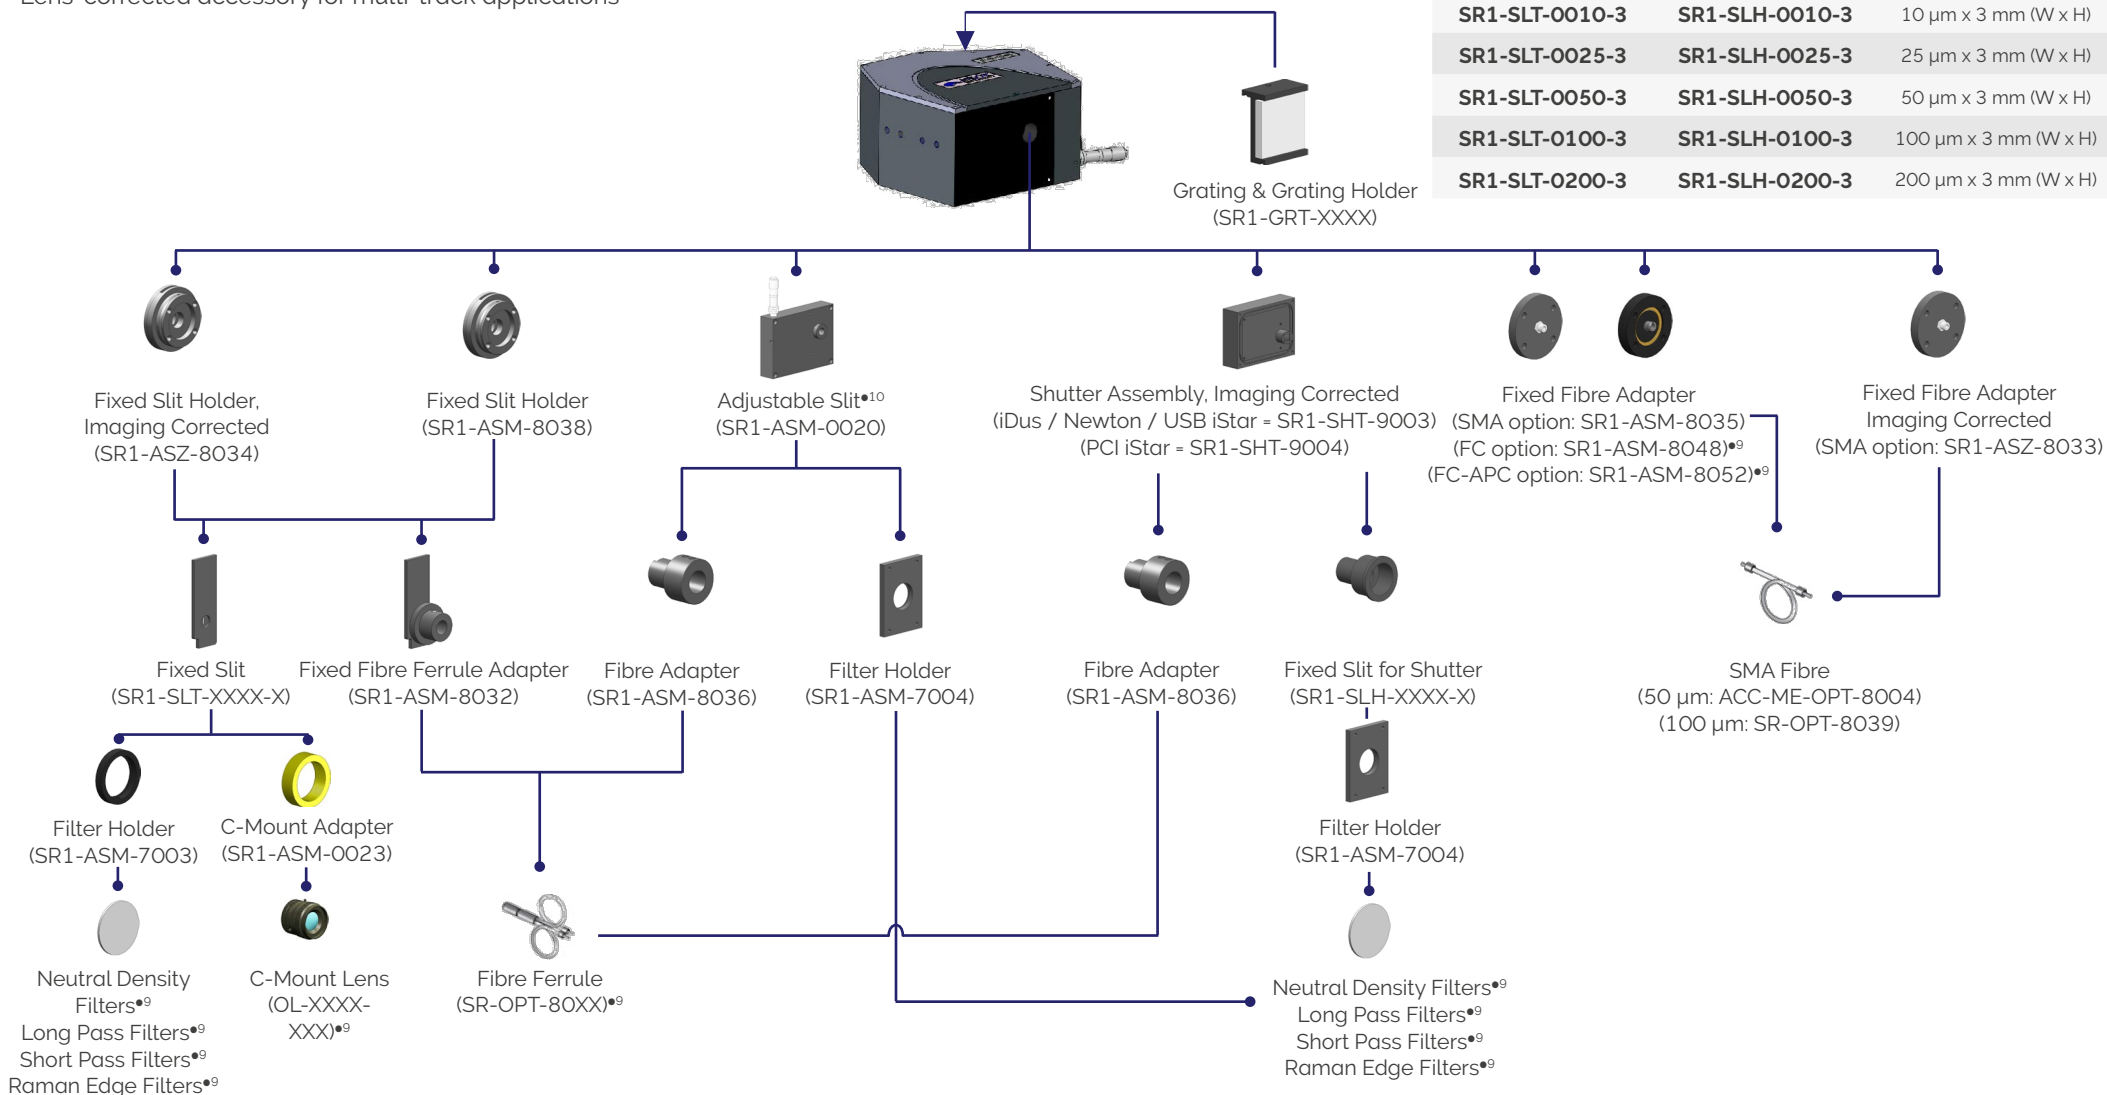 Lens-corrected accessory for multi-track applications
SR1-SLT-0010-3 SR1-SLH-0010-3 10 µm x 3 mm (W x H)
SR1-SLT-0025-3 SR1-SLH-0025-3 25 µm x 3 mm (W x H)
SR1-SLT-0050-3 SR1-SLH-0050-3 50 µm x 3 mm (W x H)
SR1-SLT-0100-3 SR1-SLH-0100-3 100 µm x 3 mm (W x H)
SR1-SLT-0200-3 SR1-SLH-0200-3 200 µm x 3 mm (W x H)
Grating & Grating Holder
(SR1-GRT-XXXX)
Fixed Slit Holder,
Imaging Corrected
(SR1-ASZ-8034)
Fixed Slit Holder
(SR1-ASM-8038)
Adjustable Slit•10
(SR1-ASM-0020)
Shutter Assembly, Imaging Corrected
(iDus / Newton / USB iStar = SR1-SHT-9003)
(PCI iStar = SR1-SHT-9004)
Fixed Fibre Adapter
(SMA option: SR1-ASM-8035)
(FC option: SR1-ASM-8048)•9
(FC-APC option: SR1-ASM-8052)•9
Fixed Fibre Adapter
Imaging Corrected
(SMA option: SR1-ASZ-8033)
Fixed Slit
(SR1-SLT-XXXX-X)
Fixed Fibre Ferrule Adapter
(SR1-ASM-8032)
Fibre Adapter
(SR1-ASM-8036)
Filter Holder
(SR1-ASM-7004)
Fibre Adapter
(SR1-ASM-8036)
Fixed Slit for Shutter
(SR1-SLH-XXXX-X)
SMA Fibre
(50 µm: ACC-ME-OPT-8004)
(100 µm: SR-OPT-8039)
Filter Holder
(SR1-ASM-7003)
C-Mount Adapter
(SR1-ASM-0023)
Filter Holder
(SR1-ASM-7004)
Neutral Density
Filters•9
Long Pass Filters•9
Short Pass Filters•9
Raman Edge Filters•9
C-Mount Lens
(OL-XXXX-
XXX)•9
Fibre Ferrule
(SR-OPT-80XX)•9
Neutral Density Filters•9
Long Pass Filters•9
Short Pass Filters•9
Raman Edge Filters•9